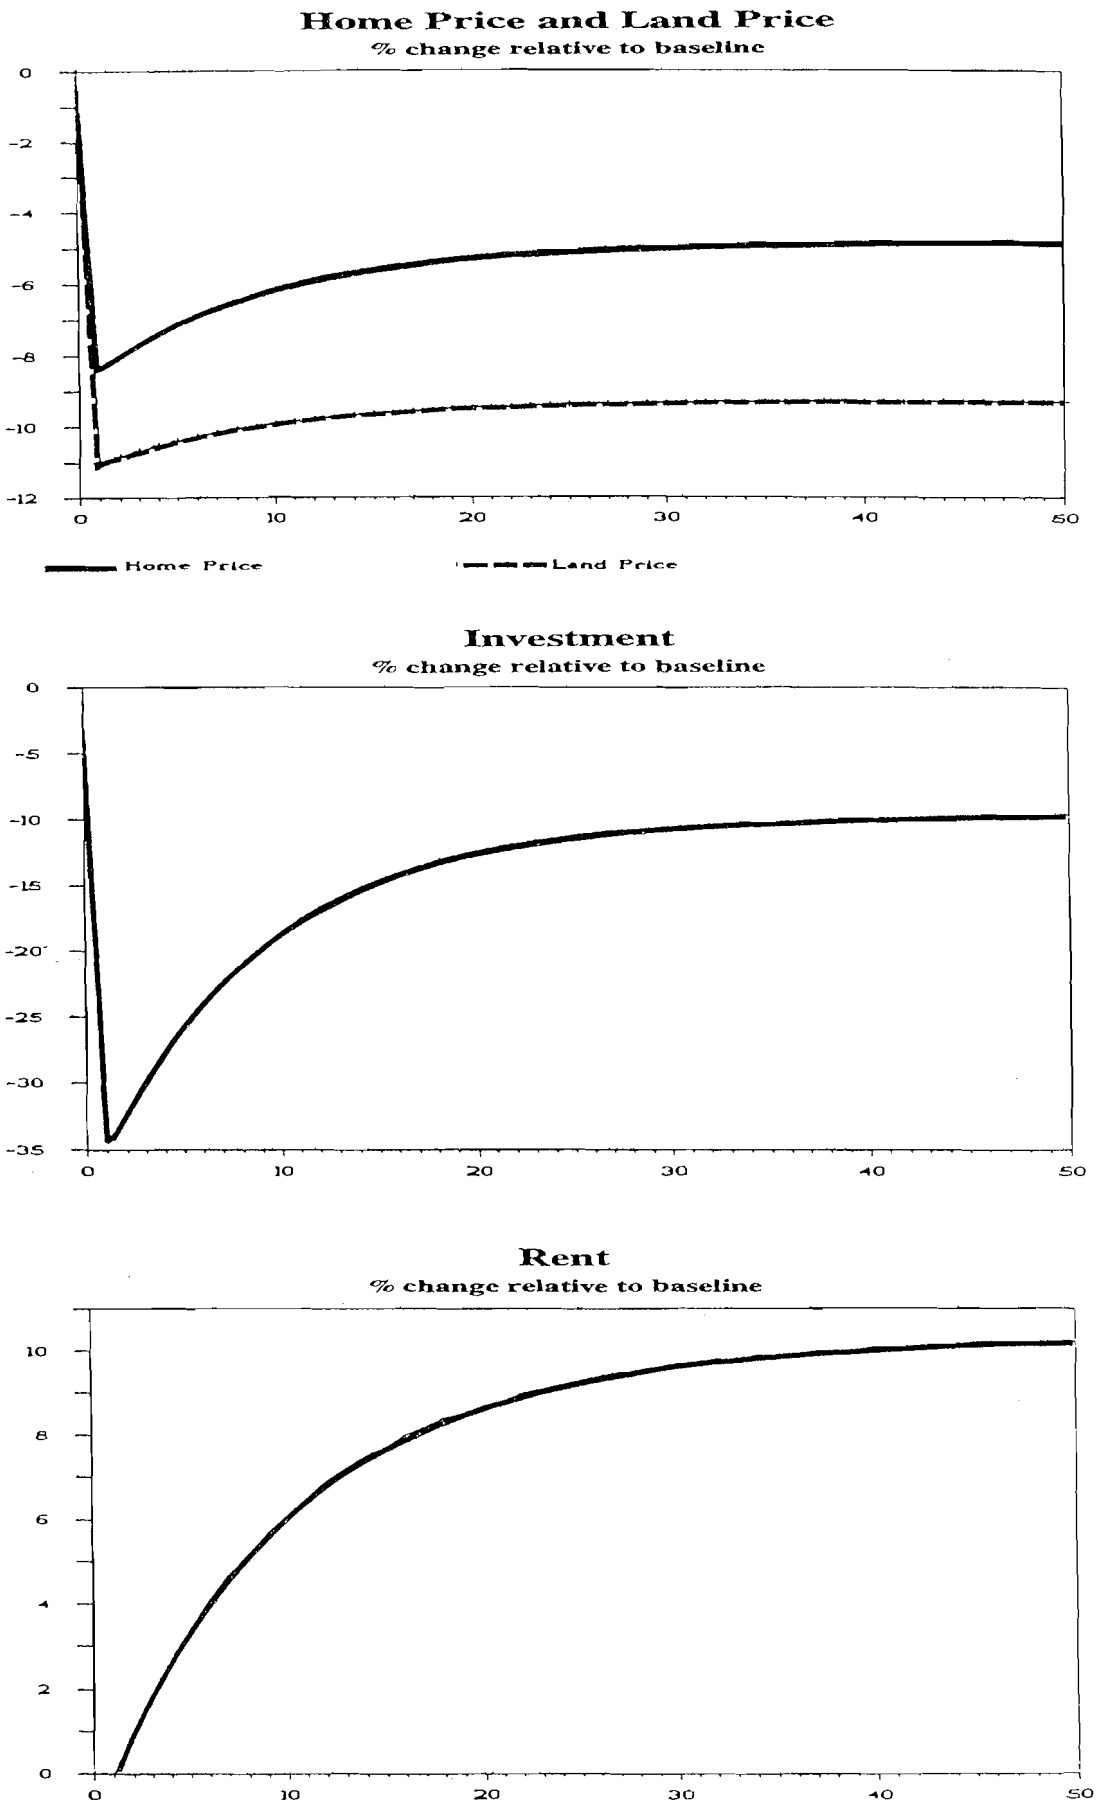 Home Price and Land Price
% change relative to baseline
0
-2
-4
-6
-8
-10
-12
0 10 20 30 40 50
Home Price Land Price
Investment
% change relative to baseline
0
-5
-10
-15
-20
-25
-30
-35
0 10 20 30 40 50
Rent
% change relative to baseline
10
8
6
4
2
0
0 10 20 30 40 50